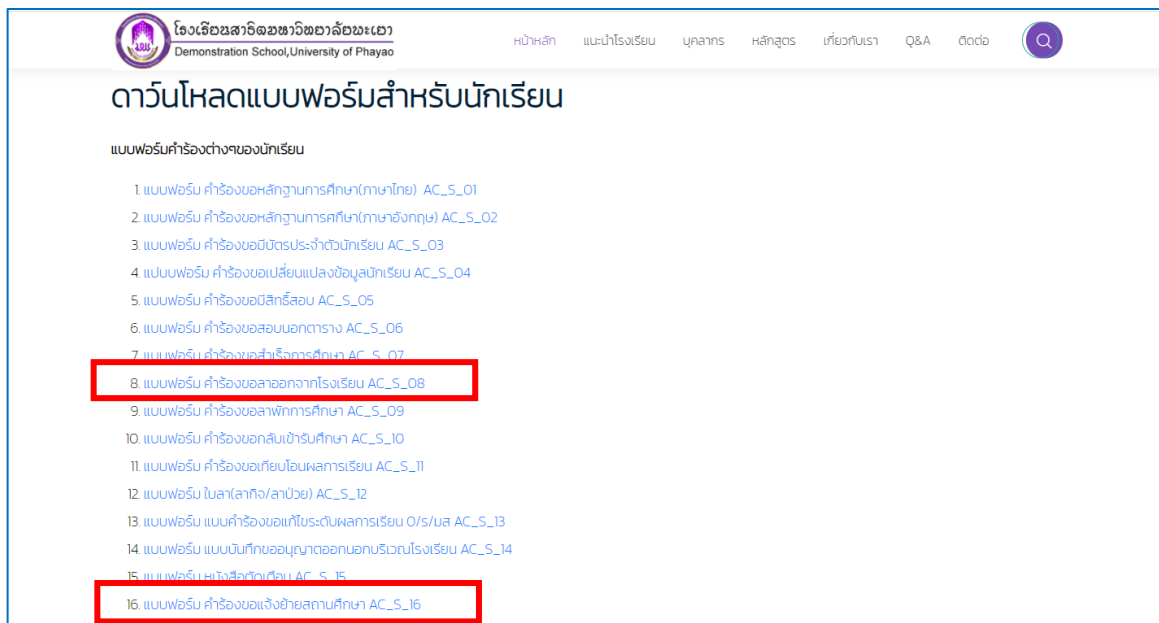 โรงเรียนสาธิตมหาวิทยาลัยพะเยา
Demonstration School,University of Phayao
หน้าหลัก แนะนำโรงเรียน บุคลากร หลักสูตร เกี่ยวกับเรา Q&A ติดต่อ
ดาว์นโหลดแบบฟอร์มสำหรับนักเรียน
แบบฟอร์มคำร้องต่างๆของนักเรียน
1. แบบฟอร์ม คำร้องขอหลักฐานการศึกษา(ภาษาไทย) AC_S_01
2. แบบฟอร์ม คำร้องขอหลักฐานการศกึษา(ภาษาอังกฤษ) AC_S_02
3. แบบฟอร์ม คำร้องขอมีบัตรประจำตัวนักเรียน AC_S_03
4. แปบบฟอร์ม คำร้องขอเปลี่ยนแปลงข้อมูลนักเรียน AC_S_04
5. แบบฟอร์ม คำร้องขอมีสิทธิ์สอบ AC_S_05
6. แบบฟอร์ม คำร้องขอสอบนอกตาราง AC_S_06
7. แบบฟอร์ม คำร้องขอสำเร็จการศึกษา AC_S_07
8. แบบฟอร์ม คำร้องขอลาออกจากโรงเรียน AC_S_08
9. แบบฟอร์ม คำร้องขอลาพักการศึกษา AC_S_09
10. แบบฟอร์ม คำร้องขอกลับเข้ารับศึกษา AC_S_10
11. แบบฟอร์ม คำร้องขอเทียบโอนผลการเรียน AC_S_11
12. แบบฟอร์ม ใบลา(ลากิจ/ลาป่วย) AC_S_12
13. แบบฟอร์ม แบบคำร้องขอแก้ไขระดับผลการเรียน 0/ร/มส AC_S_13
14. แบบฟอร์ม แบบบันทึกขออนุญาตออกนอกบริเวณโรงเรียน AC_S_14
15. แบบฟอร์ม หนังสือตักเตือน AC_S_15
16. แบบฟอร์ม คำร้องขอแจ้งย้ายสถานศึกษา AC_S_16